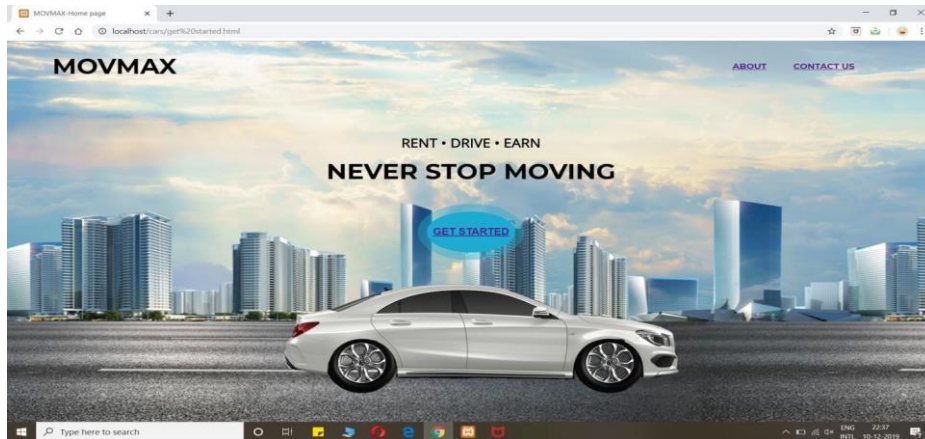 MOVMAX-Home page
localhost/cars/get%20started.html
MOVMAX
ABOUT
CONTACT US
RENT • DRIVE • EARN
NEVER STOP MOVING
GET STARTED
Type here to search
ENG
INTL
22:37
10-12-2019